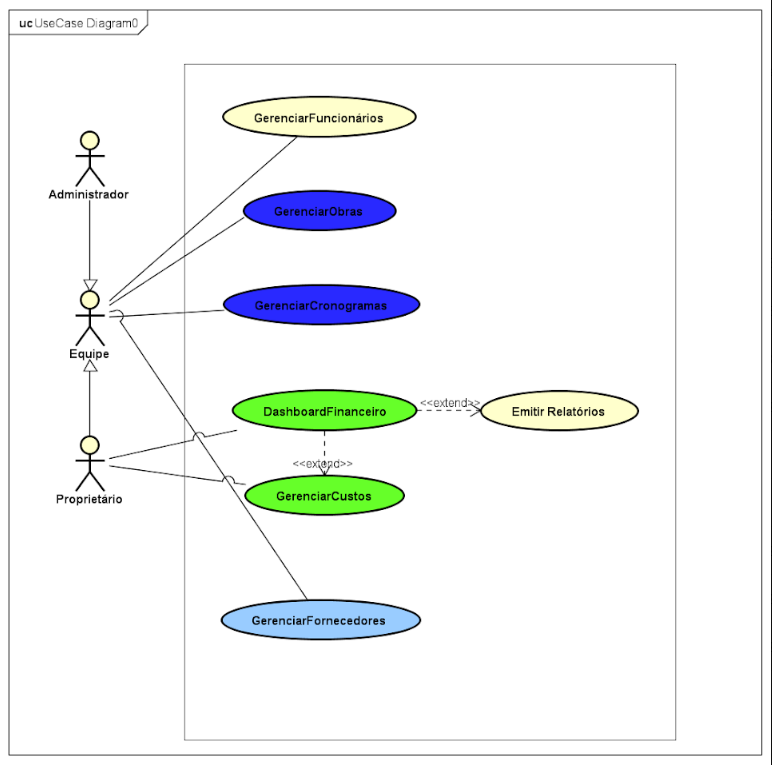 uc UseCase Diagram0
GerenciarFuncionários
Administrador
GerenciarObras
GerenciarCronogramas
Equipe
DashboardFinanceiro
<<extend>>
Emitir Relatórios
<<extend>>
Proprietário
GerenciarCustos
GerenciarFornecedores